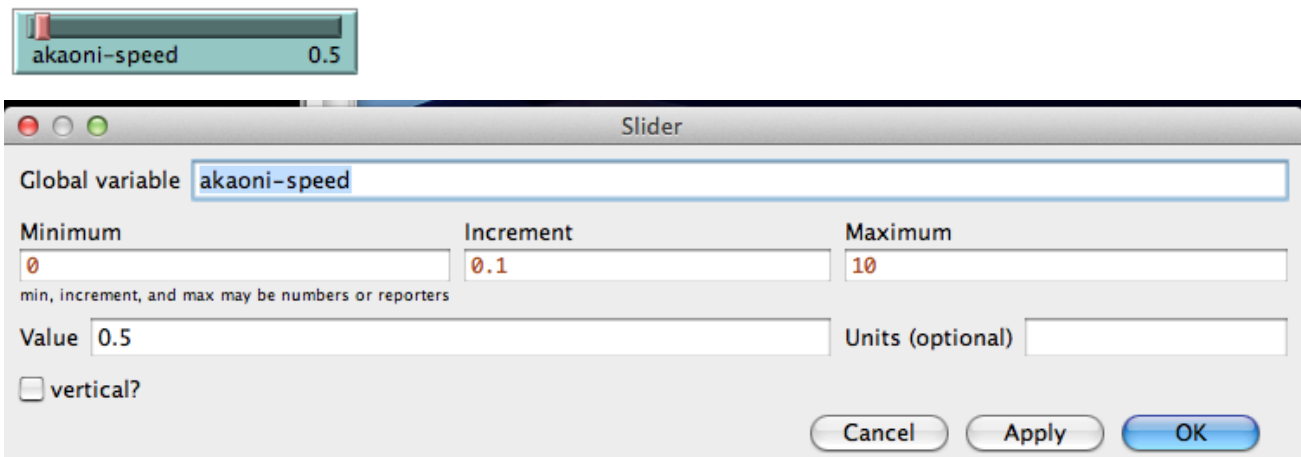 akaoni-speed 0.5
Slider
Global variable akaoni-speed
Minimum Increment Maximum
0 0.1 10
min, increment, and max may be numbers or reporters
Value 0.5 Units (optional)
vertical?
Cancel Apply OK